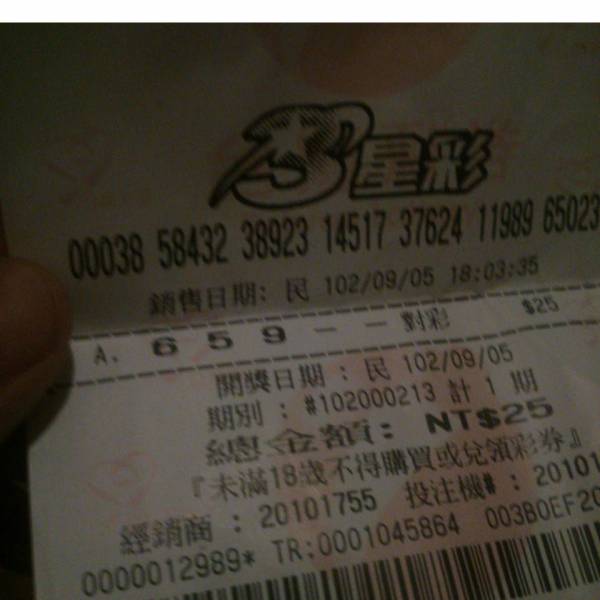 3星彩
00038 58432 38923 14517 37624 11989 65023
銷售日期: 民 102/09/05 18:03:35
A. 6 5 9 - - 對彩 $25
開獎日期 : 民 102/09/05
期別 : #102000213 計 1 期
總 金額: NT$25
『未滿18歲不得購買或兌領彩券』
經銷商 : 20101755 投注機# : 20101
0000012989* TR:0001045864 003B0EF20